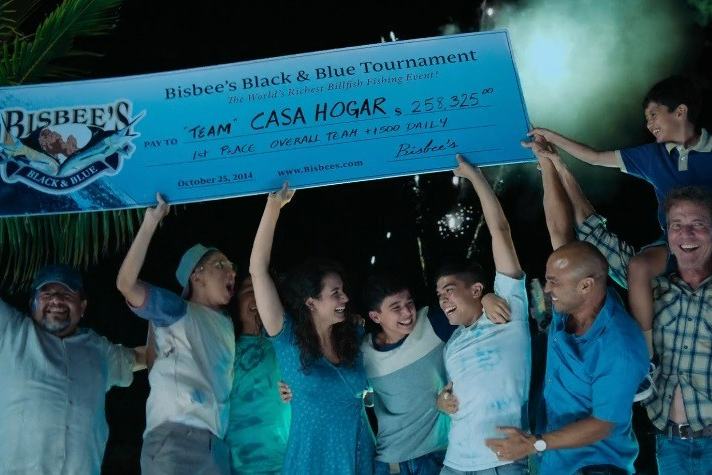 Bisbee's Black & Blue Tournament
The World's Richest Billfish Fishing Event!
BISBEE'S
BLACK & BLUE
PAY TO "TEAM" CASA HOGAR $ 258,325.00
1st PLACE OVERALL TEAM + 1500 DAILY
October 25, 2014 www.Bisbees.com Bisbee's